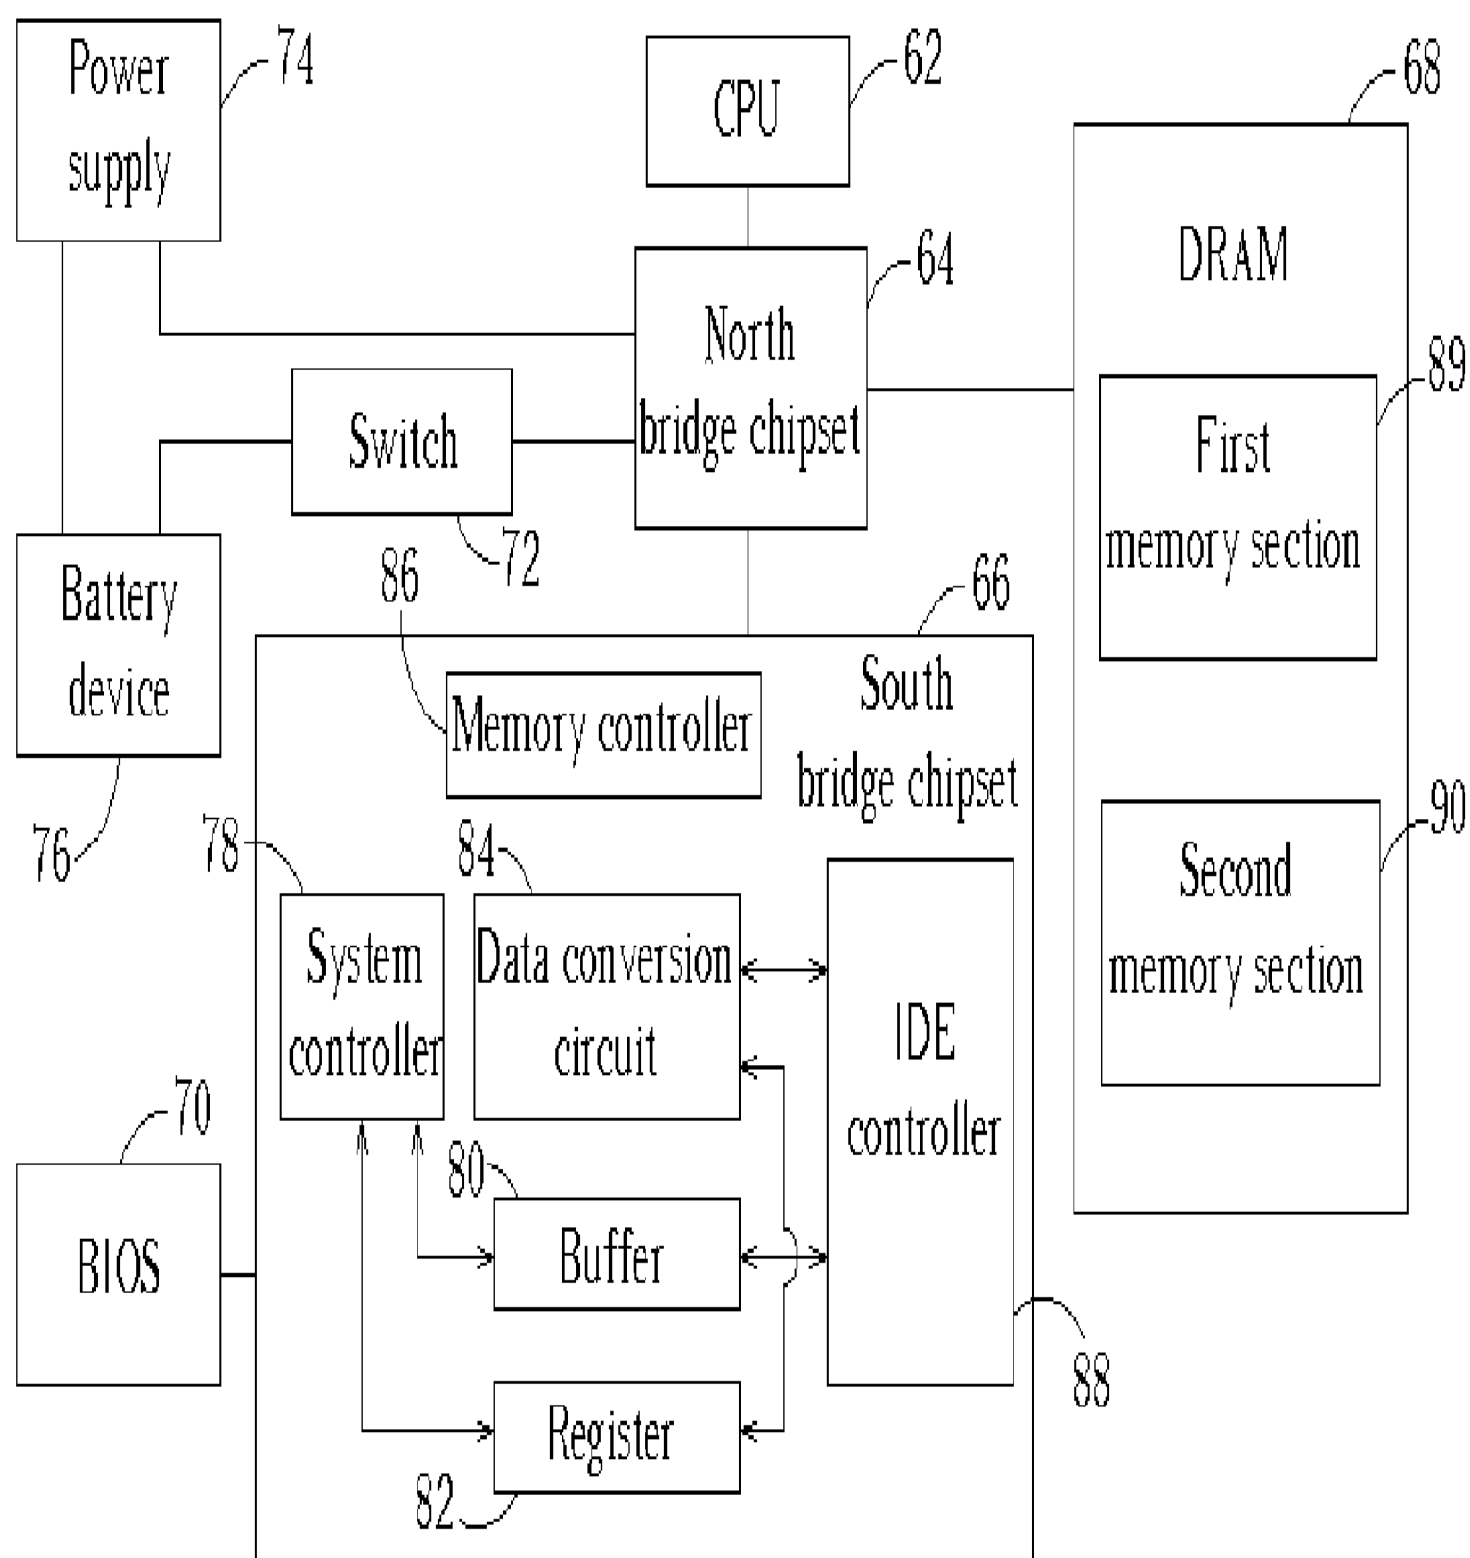 Power
supply
74
CPU
62
68
DRAM
North
bridge chipset
64
Switch
72
89
First
memory section
Battery
device
76
86
66
Memory controller
South
bridge chipset
90
Second
memory section
78
System
controller
84
Data conversion
circuit
IDE
controller
70
BIOS
80
Buffer
88
Register
82